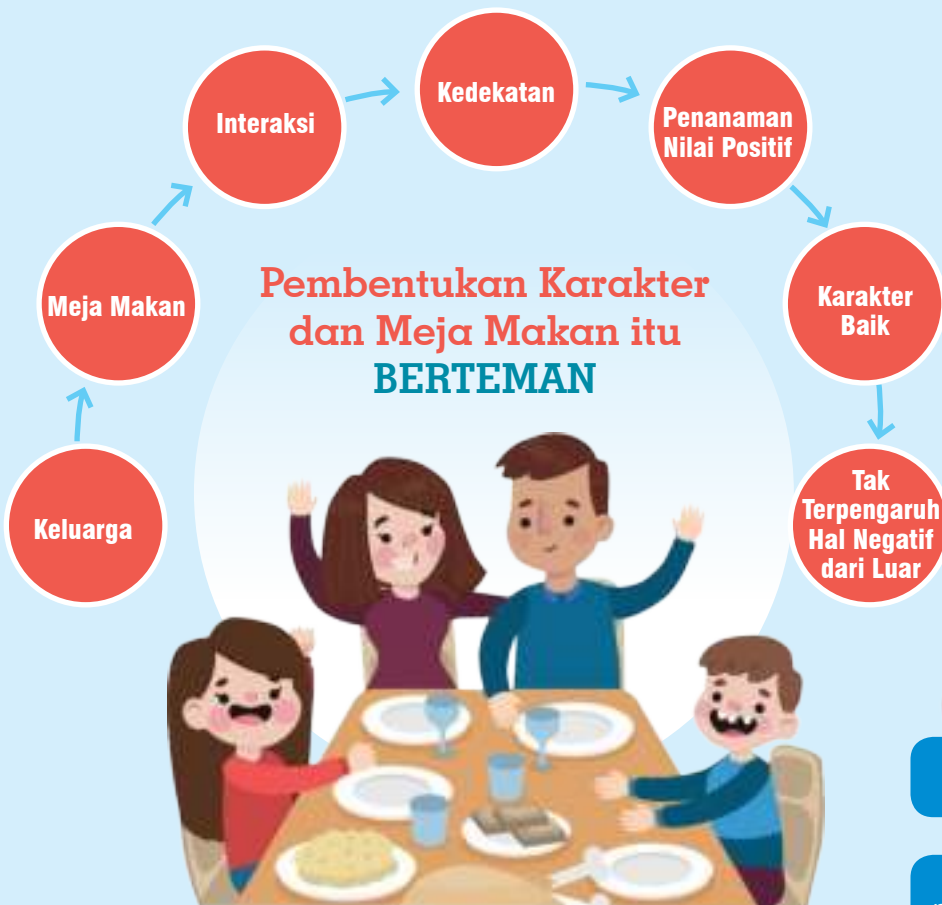 Keluarga
Meja Makan
Interaksi
Kedekatan
Penanaman
Nilai Positif
Karakter
Baik
Tak
Terpengaruh
Hal Negatif
dari Luar
Pembentukan Karakter
dan Meja Makan itu
BERTEMAN